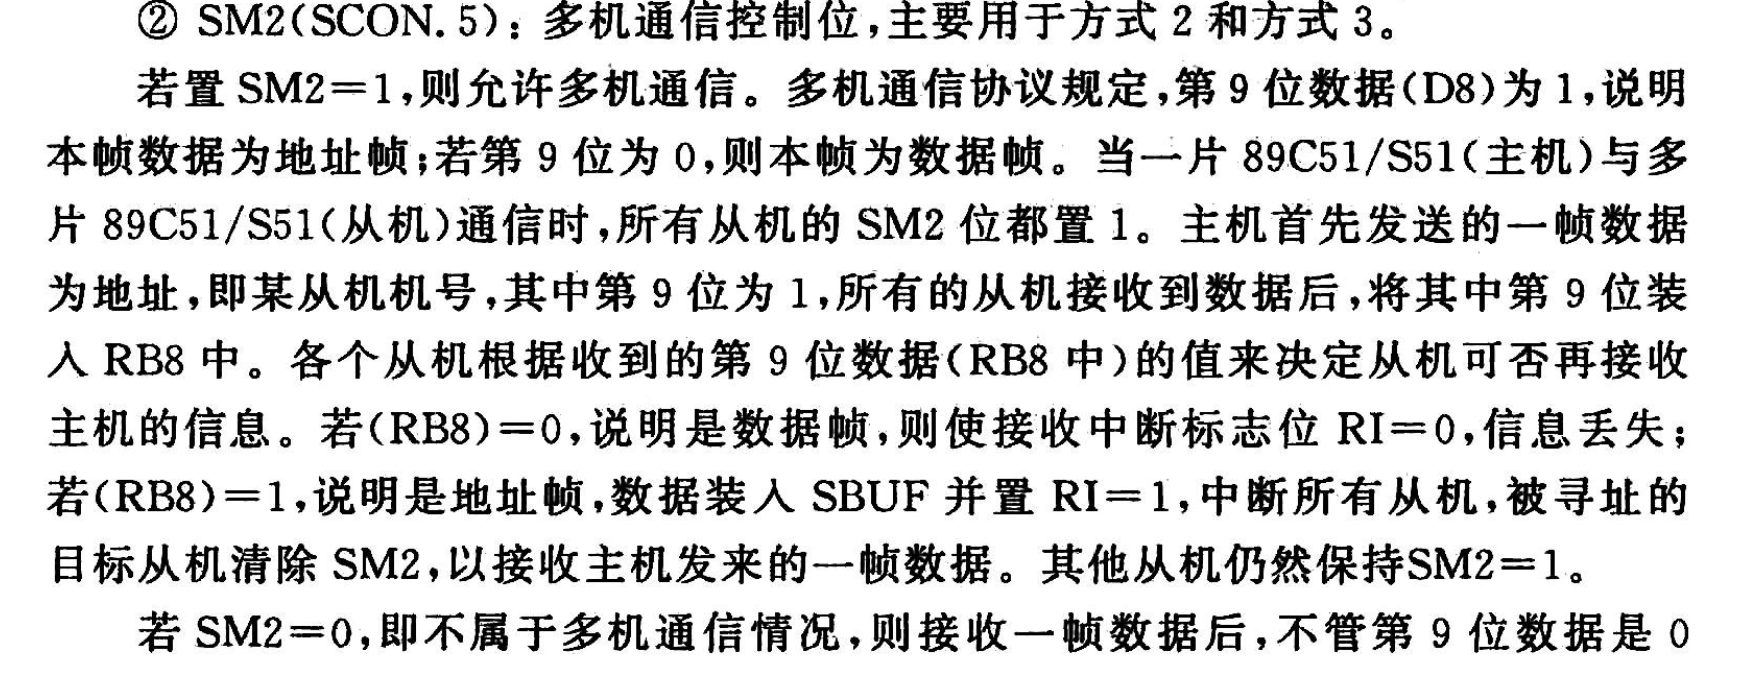 ② SM2(SCON.5)：多机通信控制位,主要用于方式 2 和方式 3。
若置 SM2=1,则允许多机通信。多机通信协议规定,第 9 位数据(D8)为 1,说明
本帧数据为地址帧;若第 9 位为 0,则本帧为数据帧。当一片 89C51/S51(主机)与多
片 89C51/S51(从机)通信时,所有从机的 SM2 位都置 1。主机首先发送的一帧数据
为地址,即某从机机号,其中第 9 位为 1,所有的从机接收到数据后,将其中第 9 位装
入 RB8 中。各个从机根据收到的第 9 位数据(RB8 中)的值来决定从机可否再接收
主机的信息。若(RB8)=0,说明是数据帧,则使接收中断标志位 RI=0,信息丢失;
若(RB8)=1,说明是地址帧,数据装入 SBUF 并置 RI=1,中断所有从机,被寻址的
目标从机清除 SM2,以接收主机发来的一帧数据。其他从机仍然保持SM2=1。
若 SM2=0,即不属于多机通信情况,则接收一帧数据后,不管第 9 位数据是 0